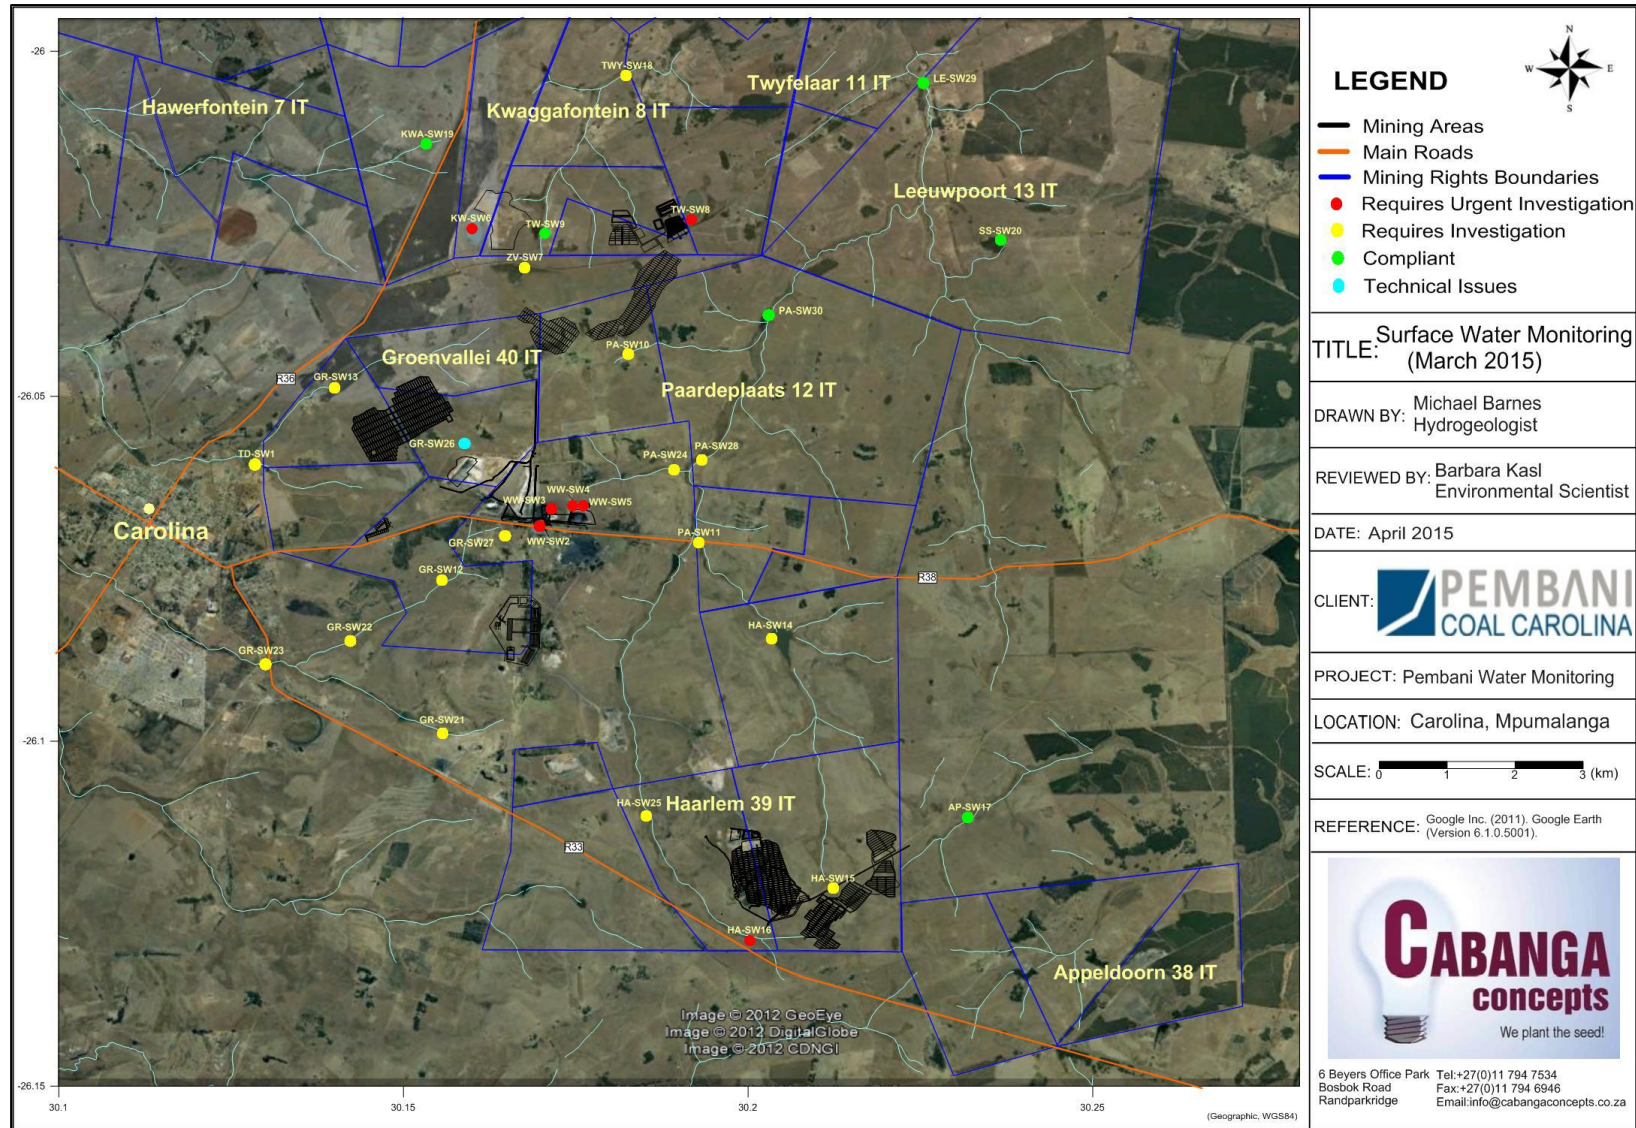 -26
-26.05
-26.1
-26.15
30.1
30.15
30.2
30.25
(Geographic, WGS84)
Hawerfontein 7 IT
Kwaggafontein 8 IT
Twyfelaar 11 IT
Leeuwpoort 13 IT
Groenvallei 40 IT
Paardeplaats 12 IT
Carolina
Haarlem 39 IT
Appeldoorn 38 IT
TWY-SW18
LE-SW29
KWA-SW19
KW-SW6
TW-SW9
TW-SW8
SS-SW20
ZV-SW7
PA-SW30
PA-SW10
R36
GR-SW13
GR-SW26
TD-SW1
PA-SW24
PA-SW28
WW-SW4
WW-SW3
WW-SW5
WW-SW2
GR-SW27
PA-SW11
R38
GR-SW12
GR-SW22
HA-SW14
GR-SW23
GR-SW21
HA-SW25
AP-SW17
R33
HA-SW15
HA-SW16
Image © 2012 GeoEye
Image © 2012 DigitalGlobe
Image © 2012 CDNGI
N
W
E
S
LEGEND
Mining Areas
Main Roads
Mining Rights Boundaries
Requires Urgent Investigation
Requires Investigation
Compliant
Technical Issues
TITLE: Surface Water Monitoring
(March 2015)
DRAWN BY: Michael Barnes
Hydrogeologist
REVIEWED BY: Barbara Kasl
Environmental Scientist
DATE: April 2015
CLIENT: PEMBANI
COAL CAROLINA
PROJECT: Pembani Water Monitoring
LOCATION: Carolina, Mpumalanga
SCALE: 0 1 2 3 (km)
REFERENCE: Google Inc. (2011). Google Earth
(Version 6.1.0.5001).
CABANGA
concepts
We plant the seed!
6 Beyers Office Park Tel:+27(0)11 794 7534
Bosbok Road Fax:+27(0)11 794 6946
Randparkridge Email:info@cabangaconcepts.co.za